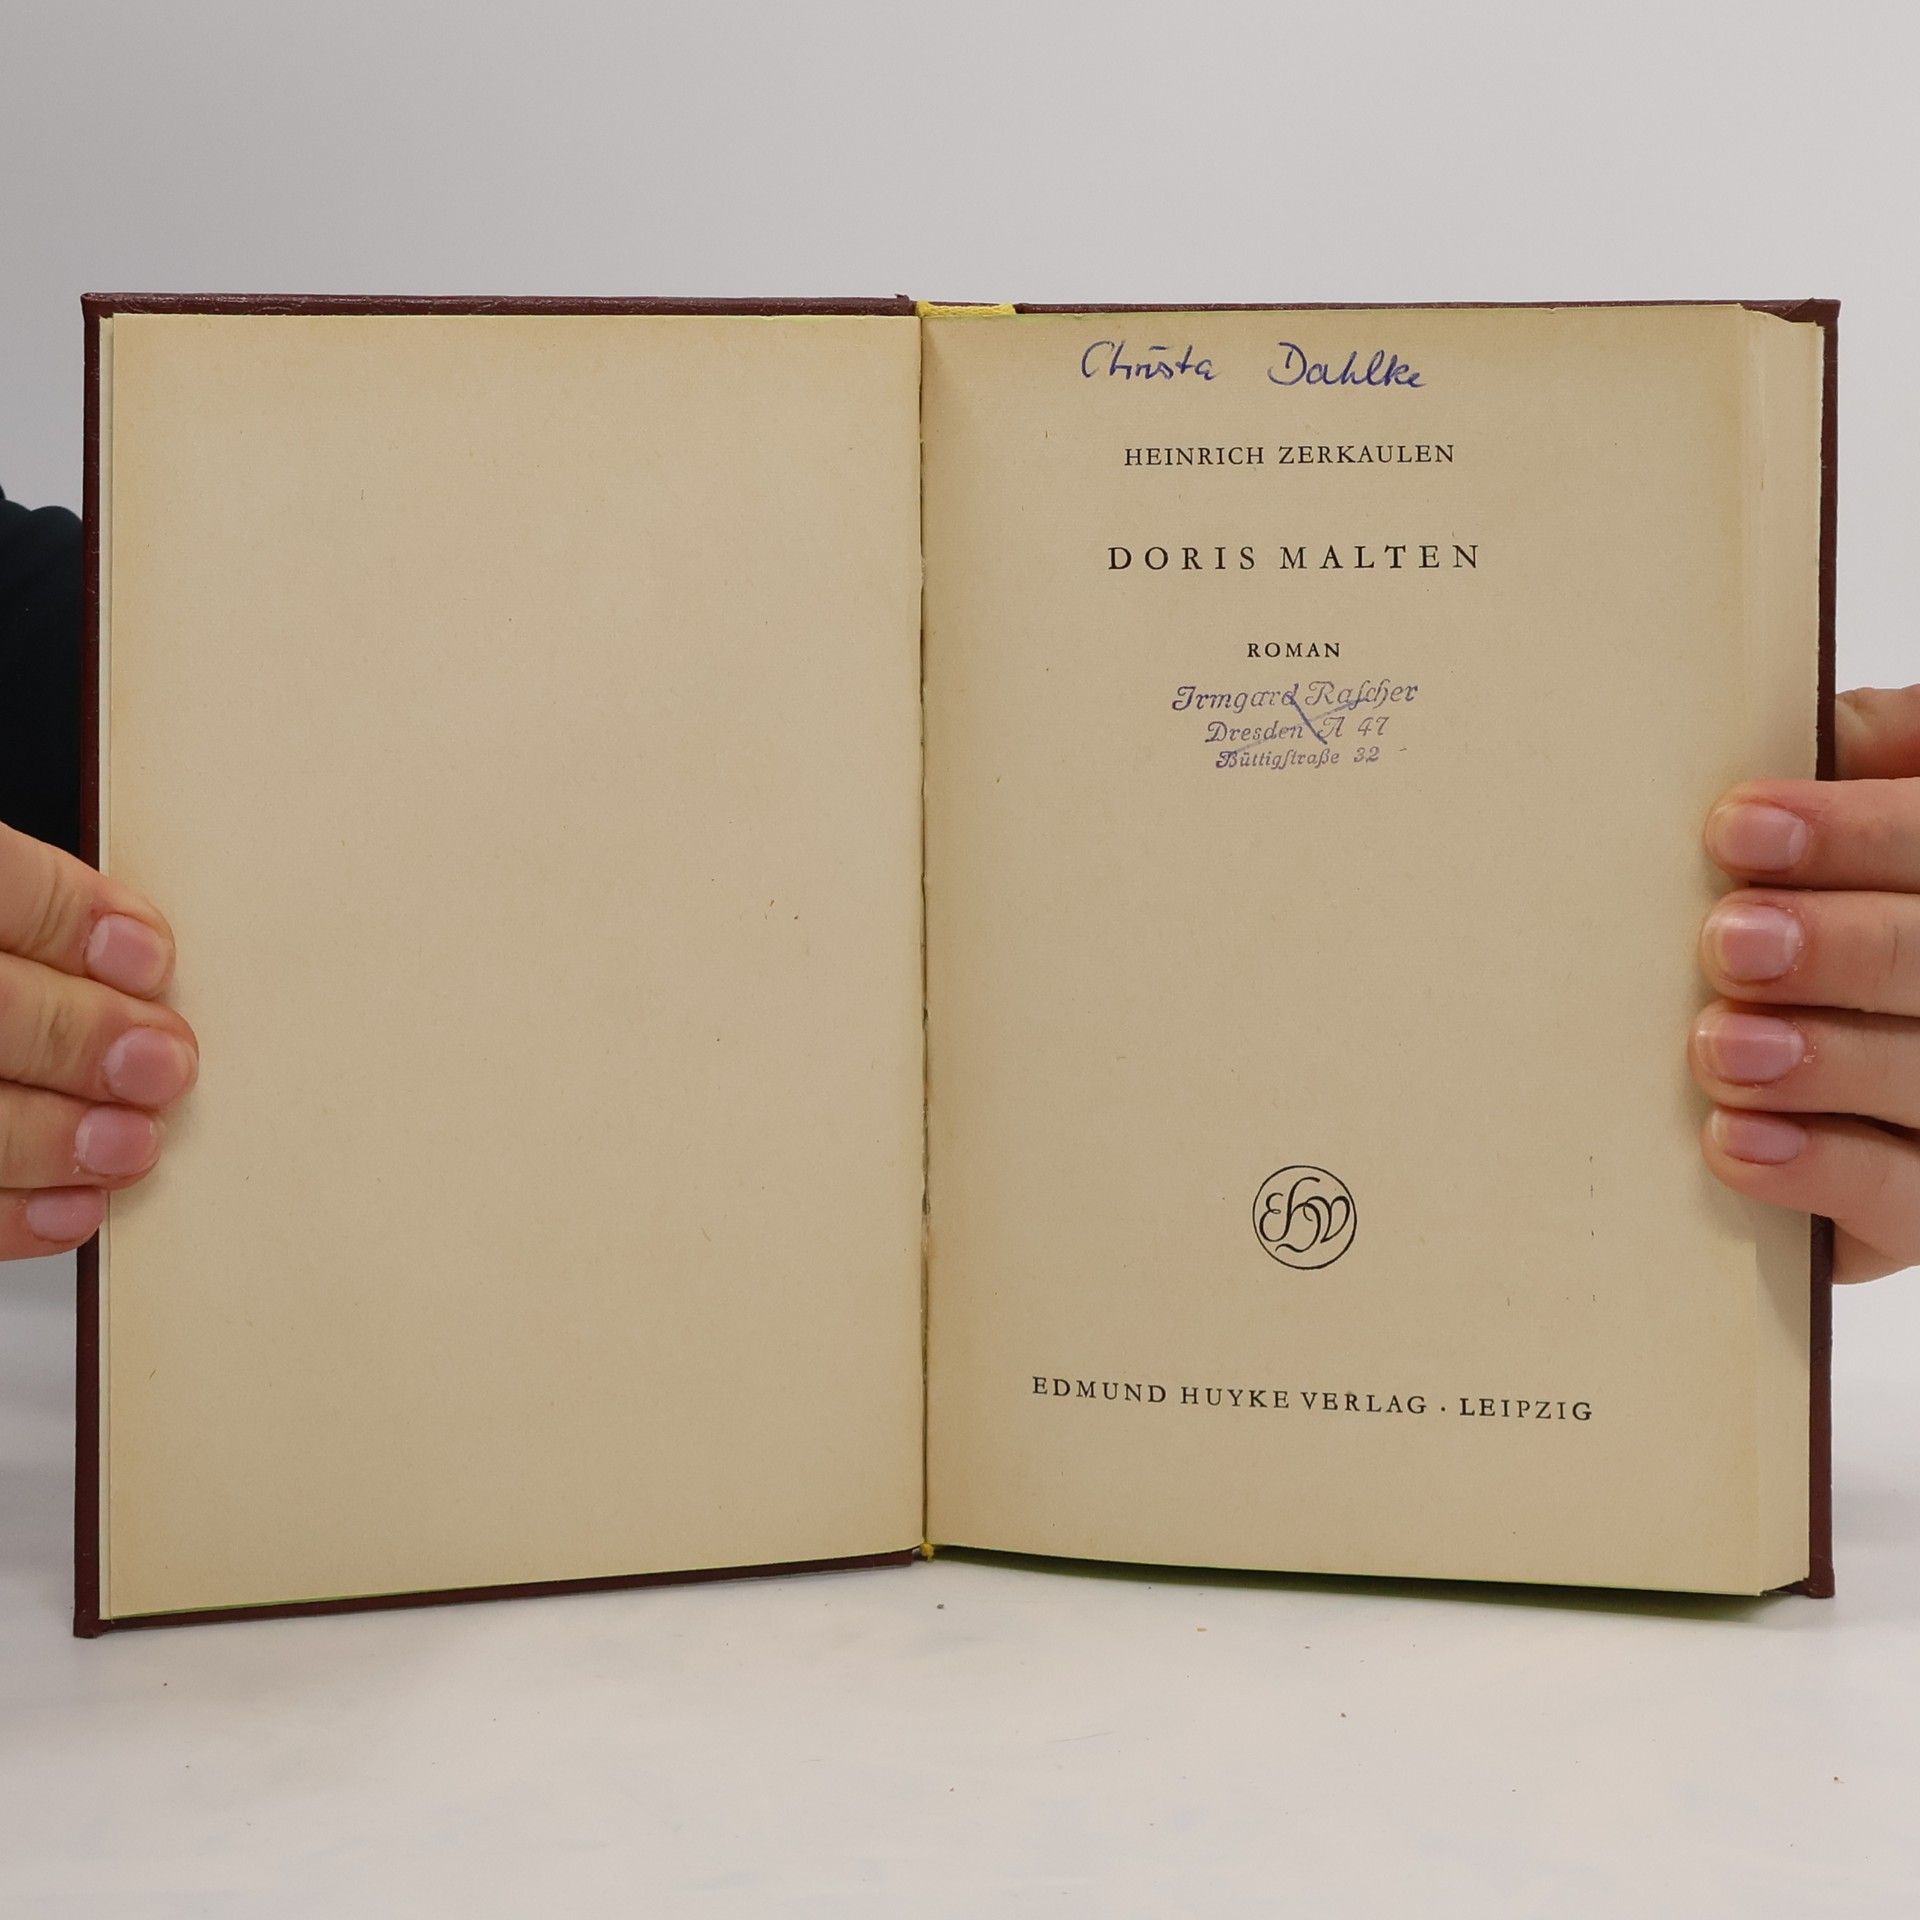 Christa Dahlke
HEINRICH ZERKAULEN
DORIS MALTEN
ROMAN
Irmgard Raſcher
Dresden A 47
Büttigſtraße 32
EHV
EDMUND HUYKE VERLAG · LEIPZIG